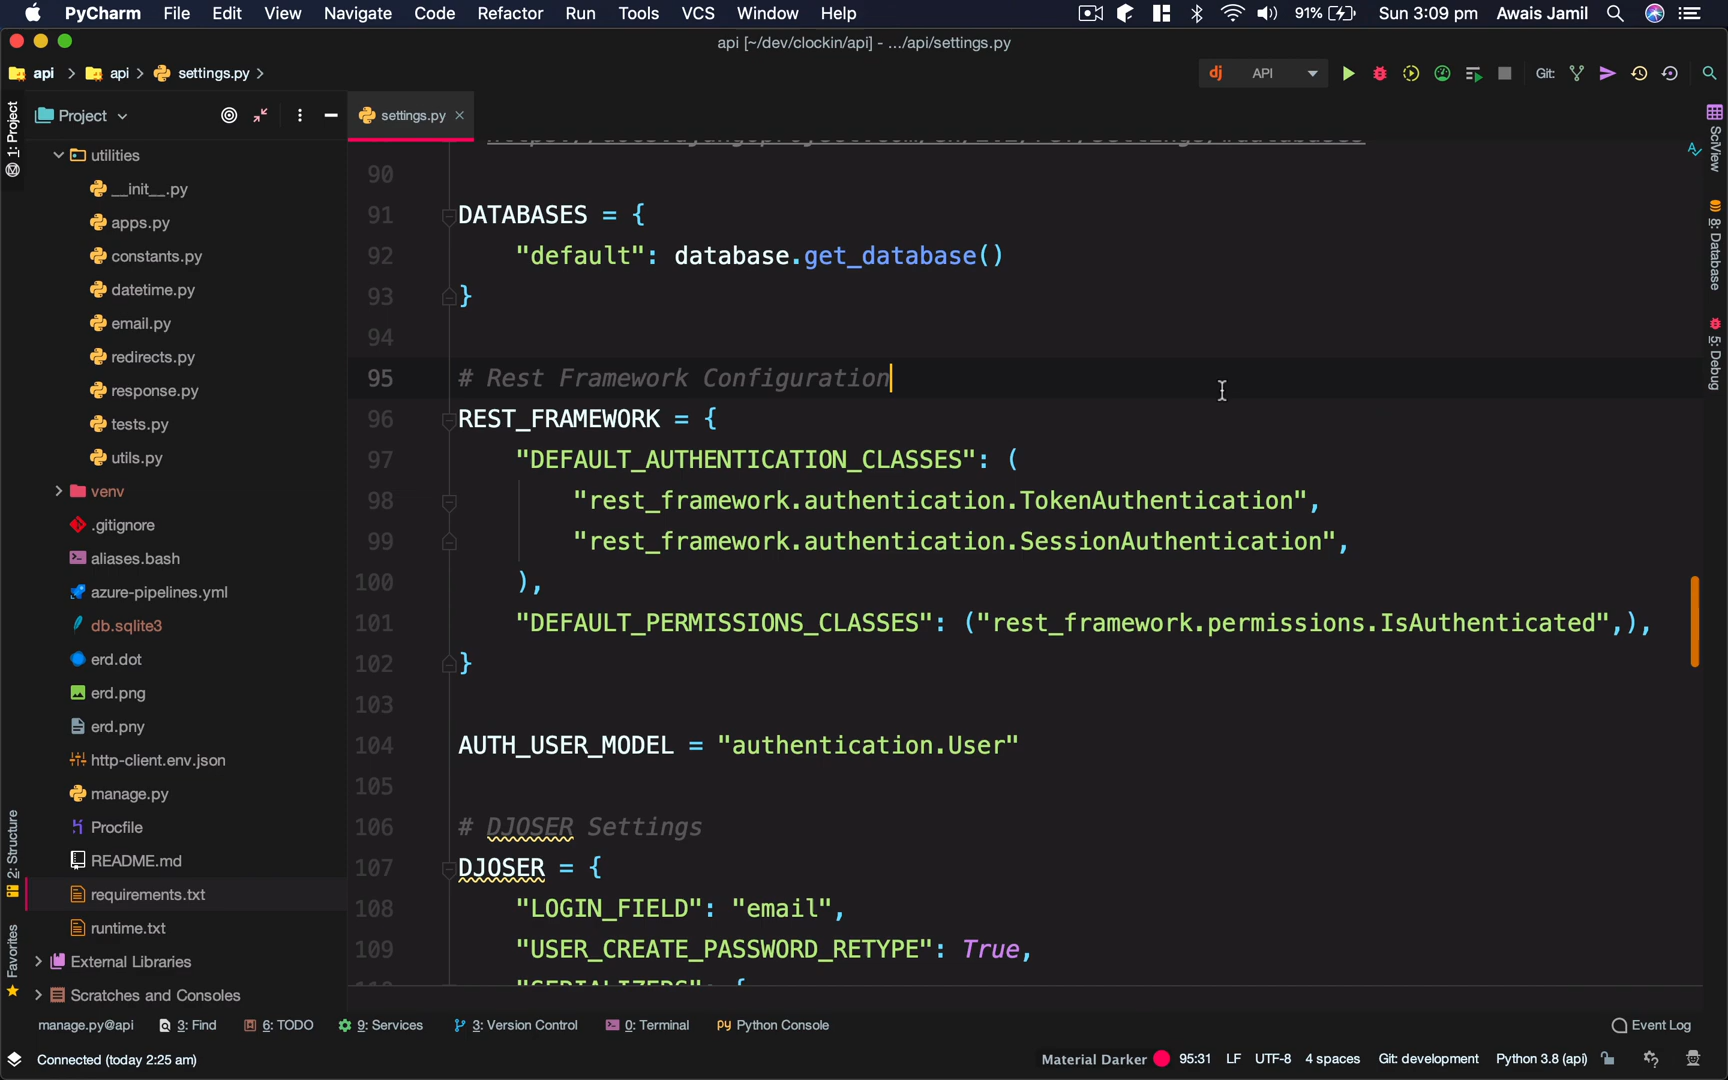 PyCharm File Edit View Navigate Code Refactor Run Tools VCS Window Help 91% Sun 3:09 pm Awais Jamil
api [~/dev/clockin/api] - .../api/settings.py
api api settings.py dj API Git:
1: Project
Project
settings.py
utilities
__init__.py
apps.py
constants.py
datetime.py
email.py
redirects.py
response.py
tests.py
utils.py
venv
.gitignore
aliases.bash
azure-pipelines.yml
db.sqlite3
erd.dot
erd.png
erd.pny
http-client.env.json
manage.py
Procfile
README.md
requirements.txt
runtime.txt
External Libraries
Scratches and Consoles
2: Structure
Favorites
90
91 DATABASES = {
92 "default": database.get_database()
93 }
94
95 # Rest Framework Configuration
96 REST_FRAMEWORK = {
97 "DEFAULT_AUTHENTICATION_CLASSES": (
98 "rest_framework.authentication.TokenAuthentication",
99 "rest_framework.authentication.SessionAuthentication",
100 ),
101 "DEFAULT_PERMISSIONS_CLASSES": ("rest_framework.permissions.IsAuthenticated",),
102 }
103
104 AUTH_USER_MODEL = "authentication.User"
105
106 # DJOSER Settings
107 DJOSER = {
108 "LOGIN_FIELD": "email",
109 "USER_CREATE_PASSWORD_RETYPE": True,
110 "SERIALIZERS": {
SciView
8: Database
5: Debug
manage.py@api 3: Find 6: TODO 9: Services 3: Version Control 0: Terminal Python Console Event Log
Connected (today 2:25 am) Material Darker 95:31 LF UTF-8 4 spaces Git: development Python 3.8 (api)